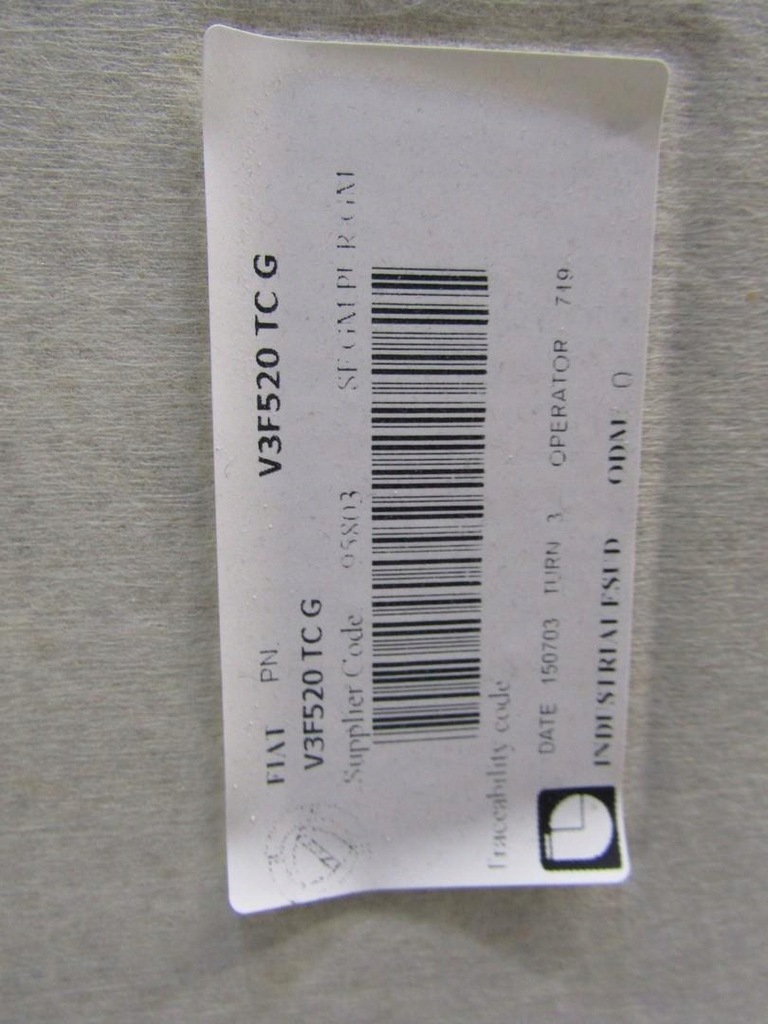 FIAT PN. V3F520 TC G
V3F520 TC G
Supplier Code 95803
Traceability code
DATE 150703 TURN 3 OPERATOR 719
INDUSTRIALESUD ODM 0